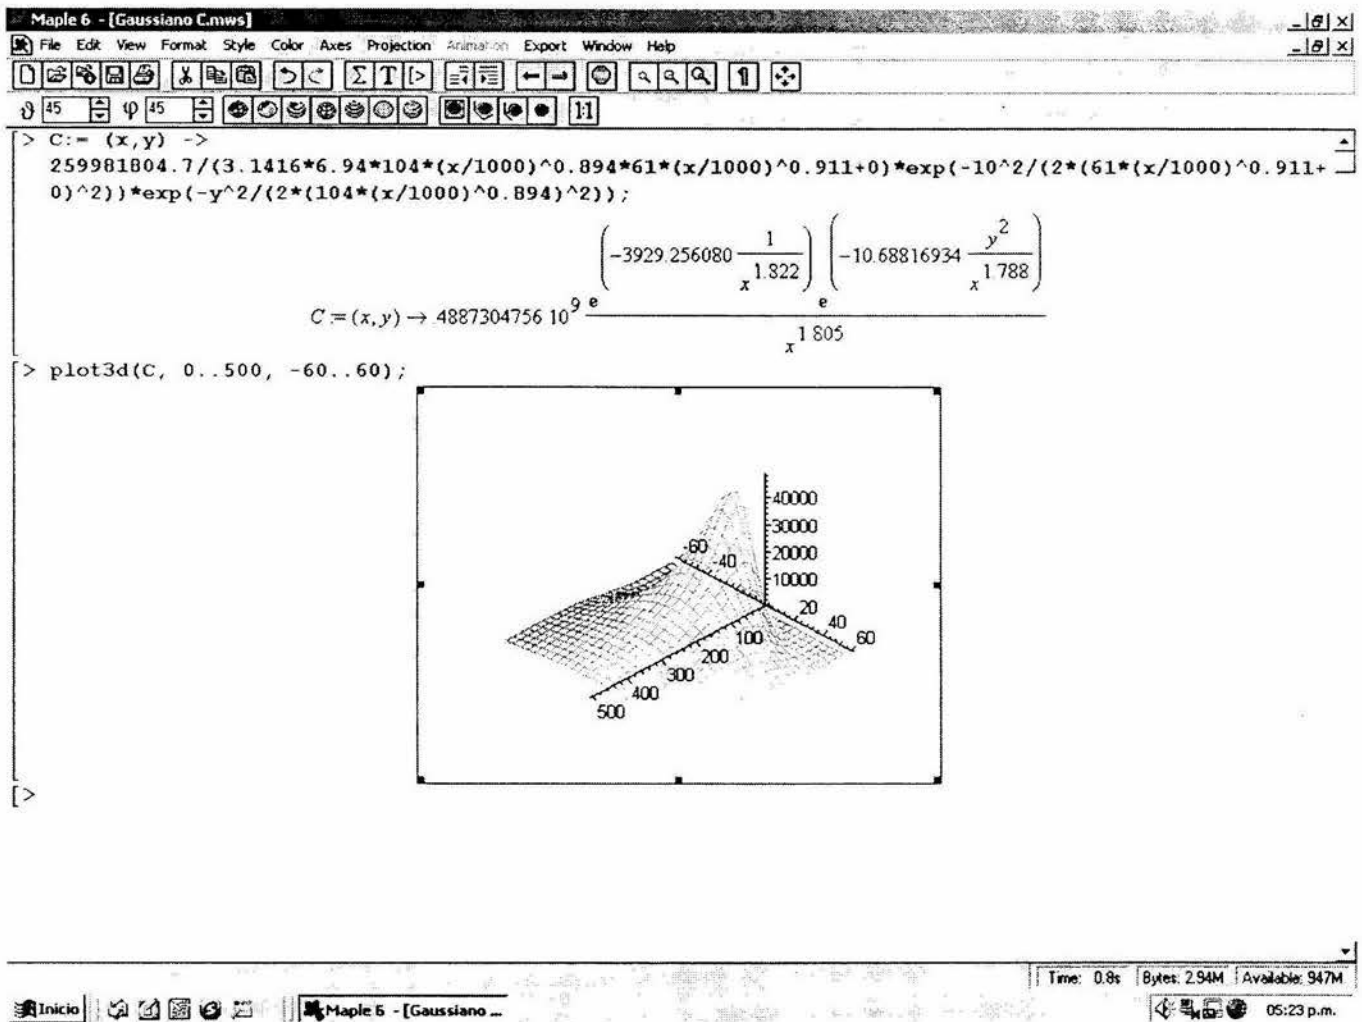 Maple 6 - [Gaussiano C.mws]
File Edit View Format Style Color Axes Projection Animation Export Window Help
ϑ 45 φ 45 1:1
> C:= (x,y) ->
259981804.7/(3.1416*6.94*104*(x/1000)^0.894*61*(x/1000)^0.911+0)*exp(-10^2/(2*(61*(x/1000)^0.911+
0)^2))*exp(-y^2/(2*(104*(x/1000)^0.894)^2));
C := (x, y) → .4887304756 10^9 e^(-3929.256080 1/x^1.822) e^(-10.68816934 y^2/x^1.788) / x^1.805
> plot3d(C, 0..500, -60..60);
40000
30000
20000
10000
-60
-40
20
40
60
100
200
300
400
500
>
Time: 0.8s Bytes: 2.94M Available: 947M
Inicio Maple 6 - [Gaussiano ... 05:23 p.m.